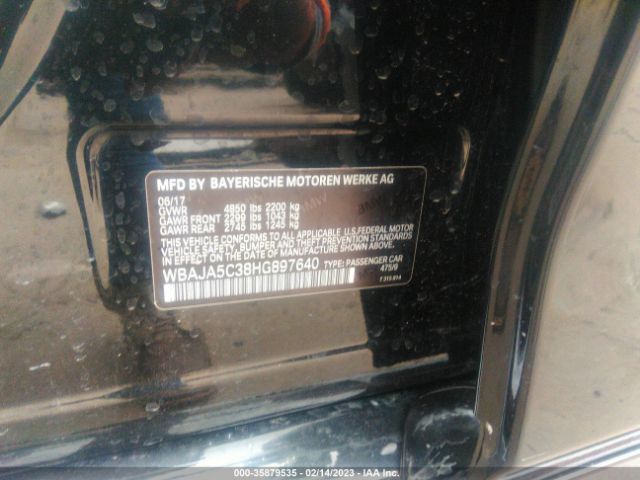 MFD BY BAYERISCHE MOTOREN WERKE AG
06/17
GVWR 4850 lbs 2200 kg
GAWR FRONT 2299 lbs 1043 kg
GAWR REAR 2745 lbs 1245 kg
THIS VEHICLE CONFORMS TO ALL APPLICABLE U.S.FEDERAL MOTOR
VEHICLE SAFETY, BUMPER, AND THEFT PREVENTION STANDARDS
IN EFFECT ON THE DATE OF MANUFACTURE SHOWN ABOVE.
WBAJA5C38HG897640 TYPE: PASSENGER CAR
475/9
000-35879535 - 02/14/2023 - IAA Inc.